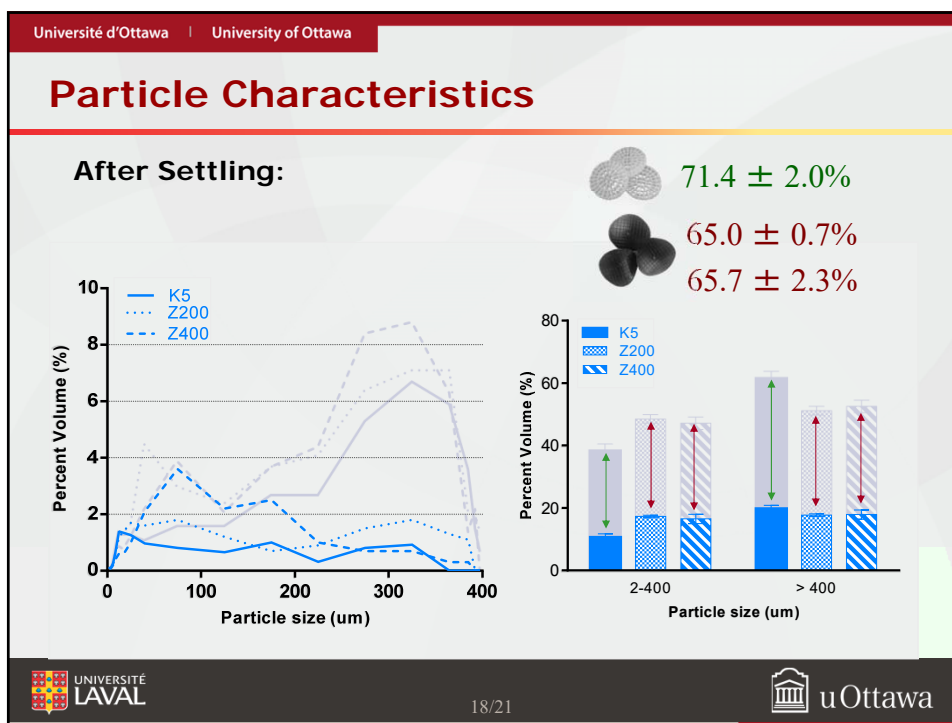 Université d'Ottawa | University of Ottawa
Particle Characteristics
After Settling:
71.4 ± 2.0%
65.0 ± 0.7%
65.7 ± 2.3%
10
8
6
4
2
0
Percent Volume (%)
K5
Z200
Z400
0 100 200 300 400
Particle size (um)
80
60
40
20
0
Percent Volume (%)
K5
Z200
Z400
2-400 > 400
Particle size (um)
UNIVERSITÉ
LAVAL
18/21
uOttawa